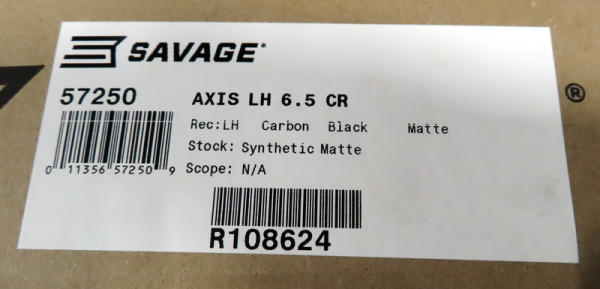 SAVAGE®
57250 AXIS LH 6.5 CR
Rec:LH Carbon Black Matte
Stock: Synthetic Matte
0 11356 57250 9 Scope: N/A
R108624
®